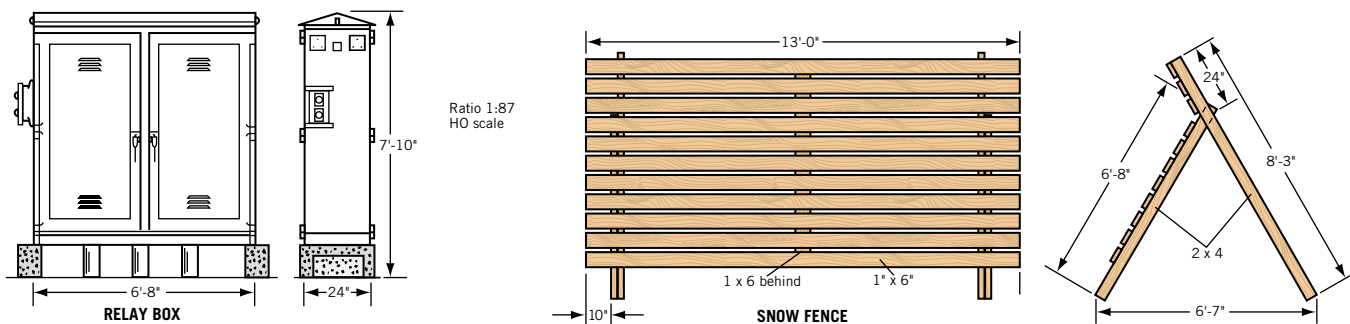 7'-10"
6'-8"
24"
RELAY BOX
Ratio 1:87
HO scale
13'-0"
1 x 6 behind
1" x 6"
10"
SNOW FENCE
24"
6'-8"
8'-3"
2 x 4
6'-7"